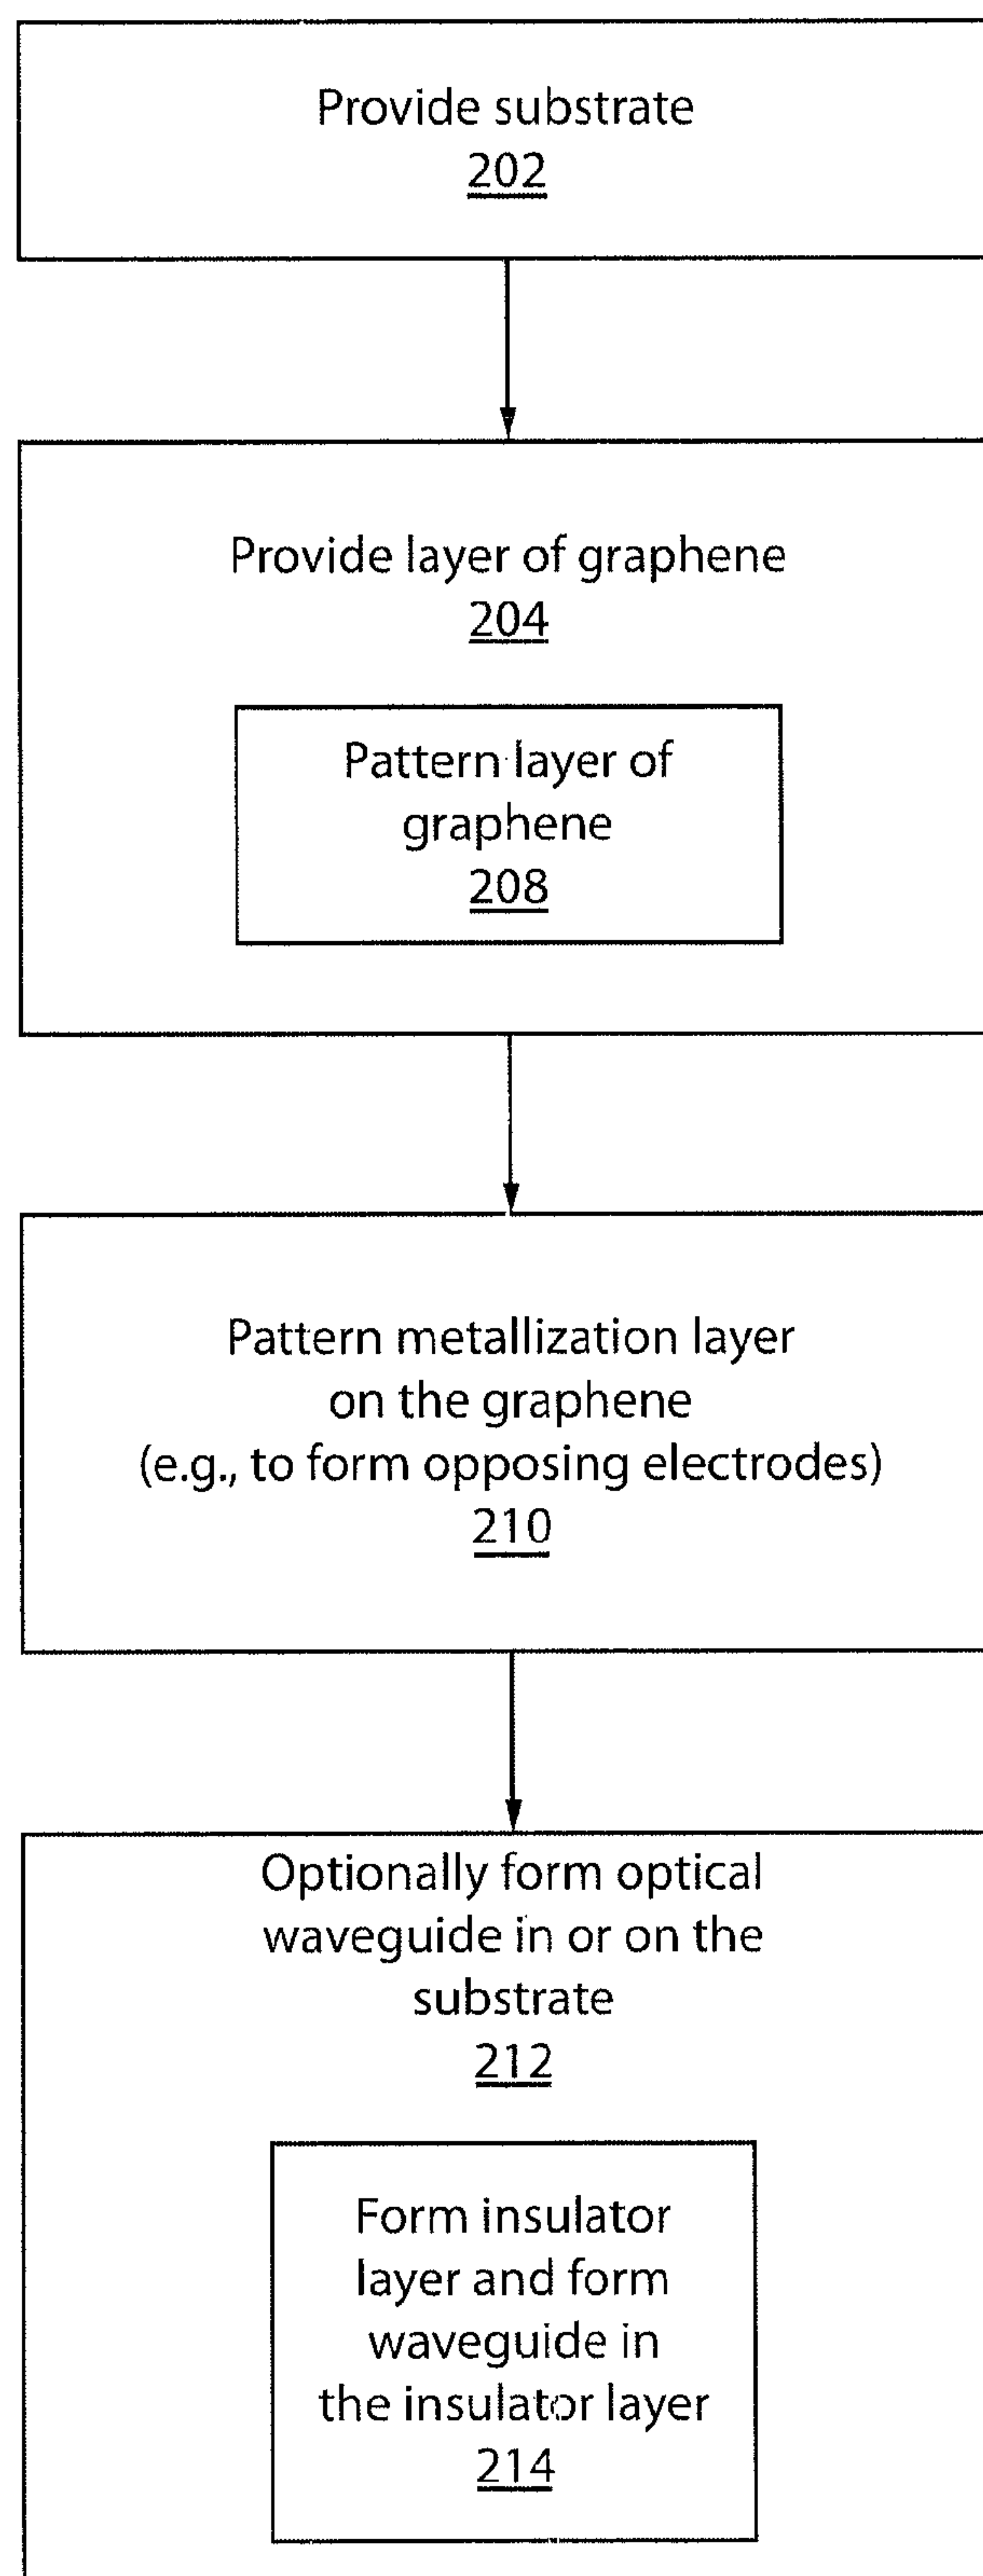 Provide substrate
202
Provide layer of graphene
204
Pattern layer of
graphene
208
Pattern metallization layer
on the graphene
(e.g., to form opposing electrodes)
210
Optionally form optical
waveguide in or on the
substrate
212
Form insulator
layer and form
waveguide in
the insulator layer
214